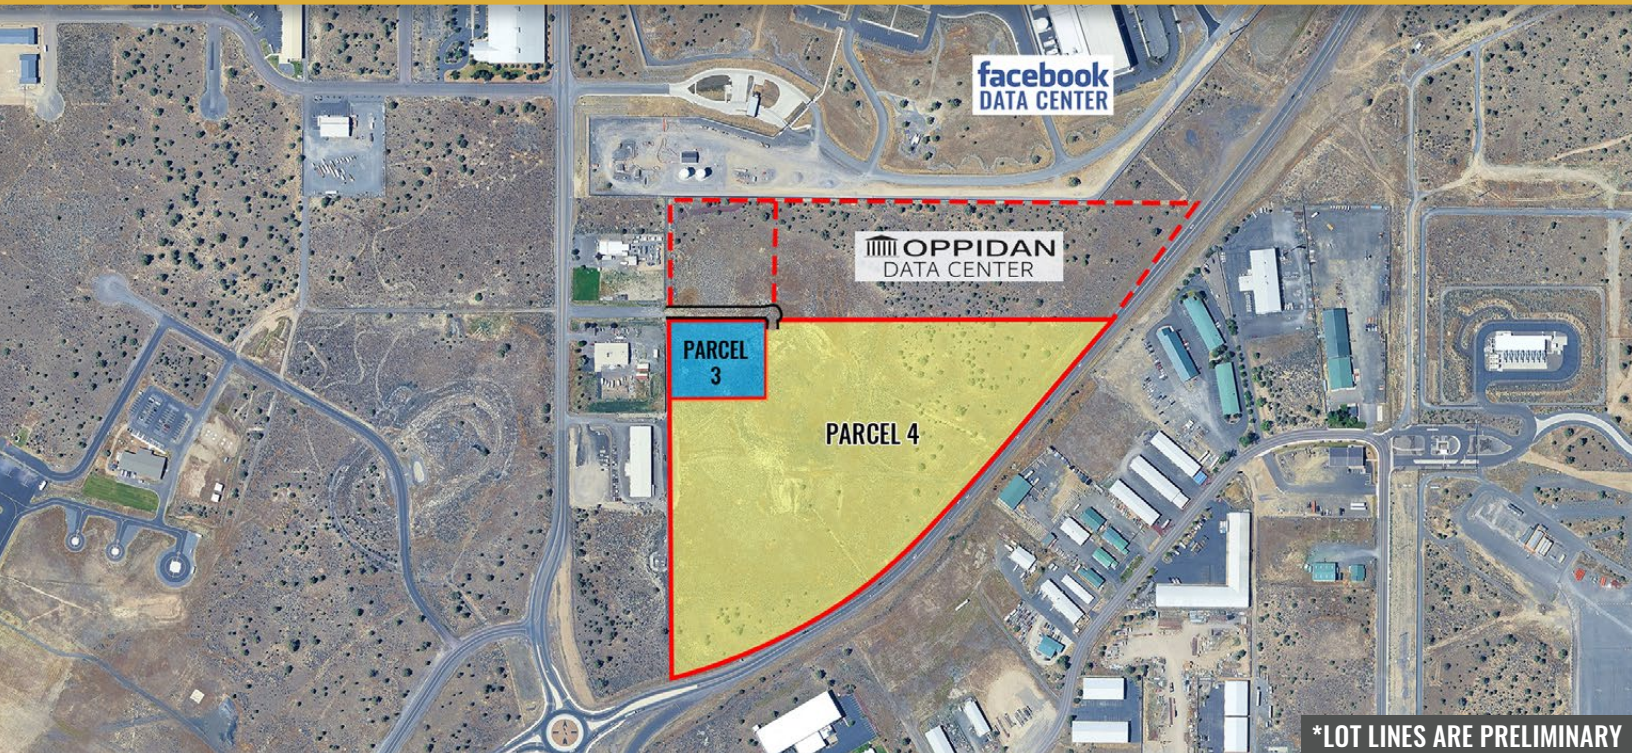 facebook
DATA CENTER
OPPIDAN
DATA CENTER
PARCEL
3
PARCEL 4
*LOT LINES ARE PRELIMINARY